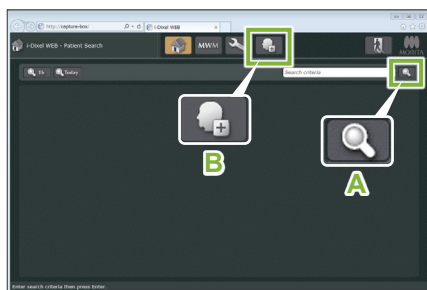 http://capture-box/
i-Dixel WEB
i-Dixel WEB - Patient Search
MWM
MORITA
1h
Today
Search criteria
B
A
Enter search criteria then press Enter.